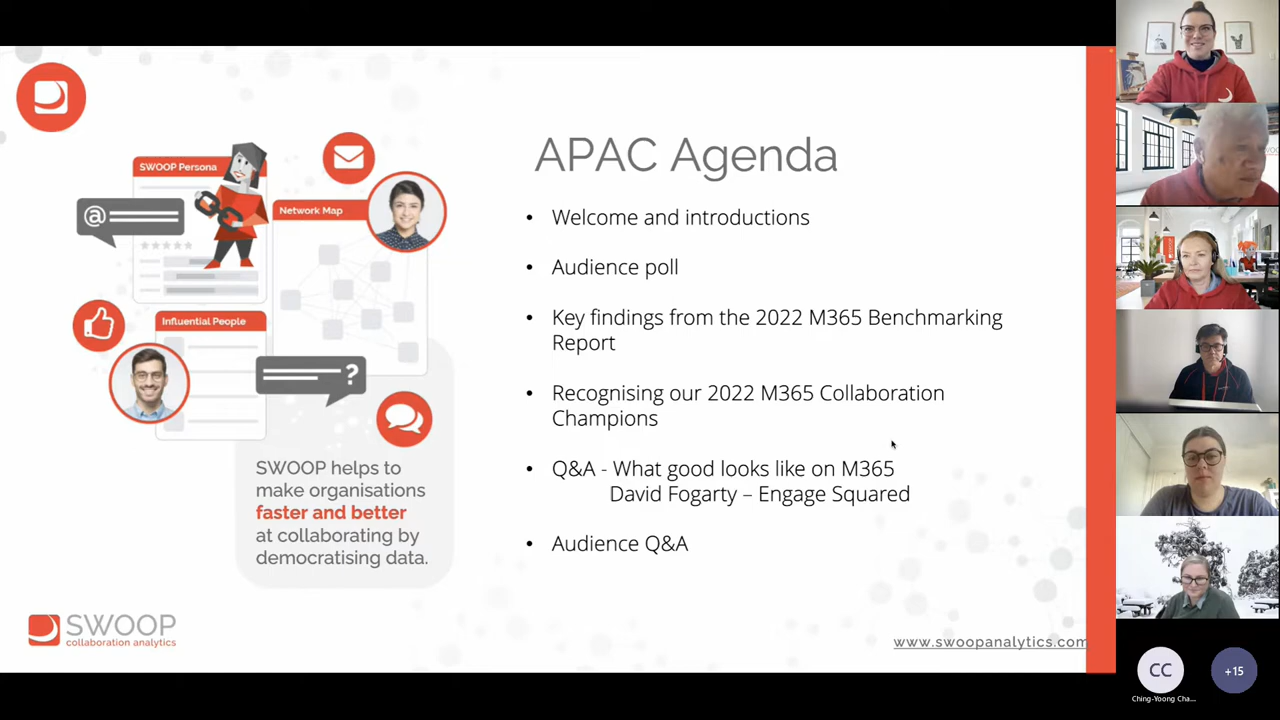 SWOOP Persona
@
Network Map
Influential People
?
SWOOP helps to
make organisations
faster and better
at collaborating by
democratising data.
SWOOP
collaboration analytics
APAC Agenda
• Welcome and introductions
• Audience poll
• Key findings from the 2022 M365 Benchmarking
Report
• Recognising our 2022 M365 Collaboration
Champions
• Q&A - What good looks like on M365
David Fogarty – Engage Squared
• Audience Q&A
www.swoopanalytics.com
CC
Ching-Yoong Cha...
+15